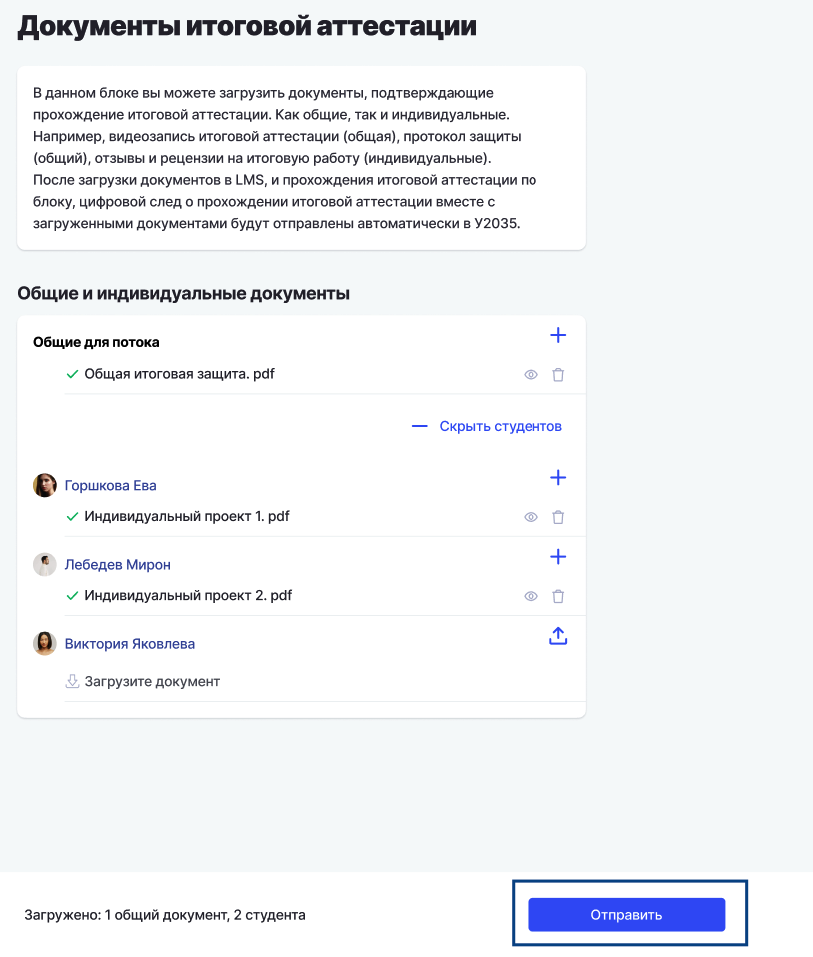 Документы итоговой аттестации
В данном блоке вы можете загрузить документы, подтверждающие
прохождение итоговой аттестации. Как общие, так и индивидуальные.
Например, видеозапись итоговой аттестации (общая), протокол защиты
(общий), отзывы и рецензии на итоговую работу (индивидуальные).
После загрузки документов в LMS, и прохождения итоговой аттестации по
блоку, цифровой след о прохождении итоговой аттестации вместе с
загруженными документами будут отправлены автоматически в У2035.
Общие и индивидуальные документы
Общие для потока
Общая итоговая защита. pdf
Скрыть студентов
Горшкова Ева
Индивидуальный проект 1. pdf
Лебедев Мирон
Индивидуальный проект 2. pdf
Виктория Яковлева
Загрузите документ
Загружено: 1 общий документ, 2 студента
Отправить